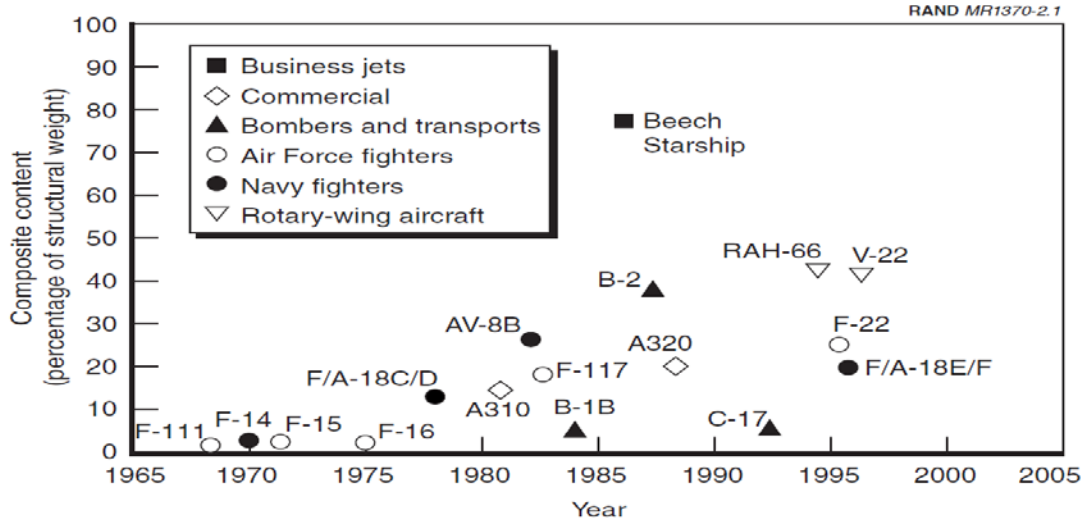 RAND MR1370-2.1
Composite content
(percentage of structural weight)
100
90
80
70
60
50
40
30
20
10
0
Business jets
Commercial
Bombers and transports
Air Force fighters
Navy fighters
Rotary-wing aircraft
Beech
Starship
RAH-66
V-22
B-2
F-22
AV-8B
A320
F/A-18E/F
F-117
F/A-18C/D
A310
B-1B
C-17
F-111
F-14
F-15
F-16
1965 1970 1975 1980 1985 1990 1995 2000 2005
Year